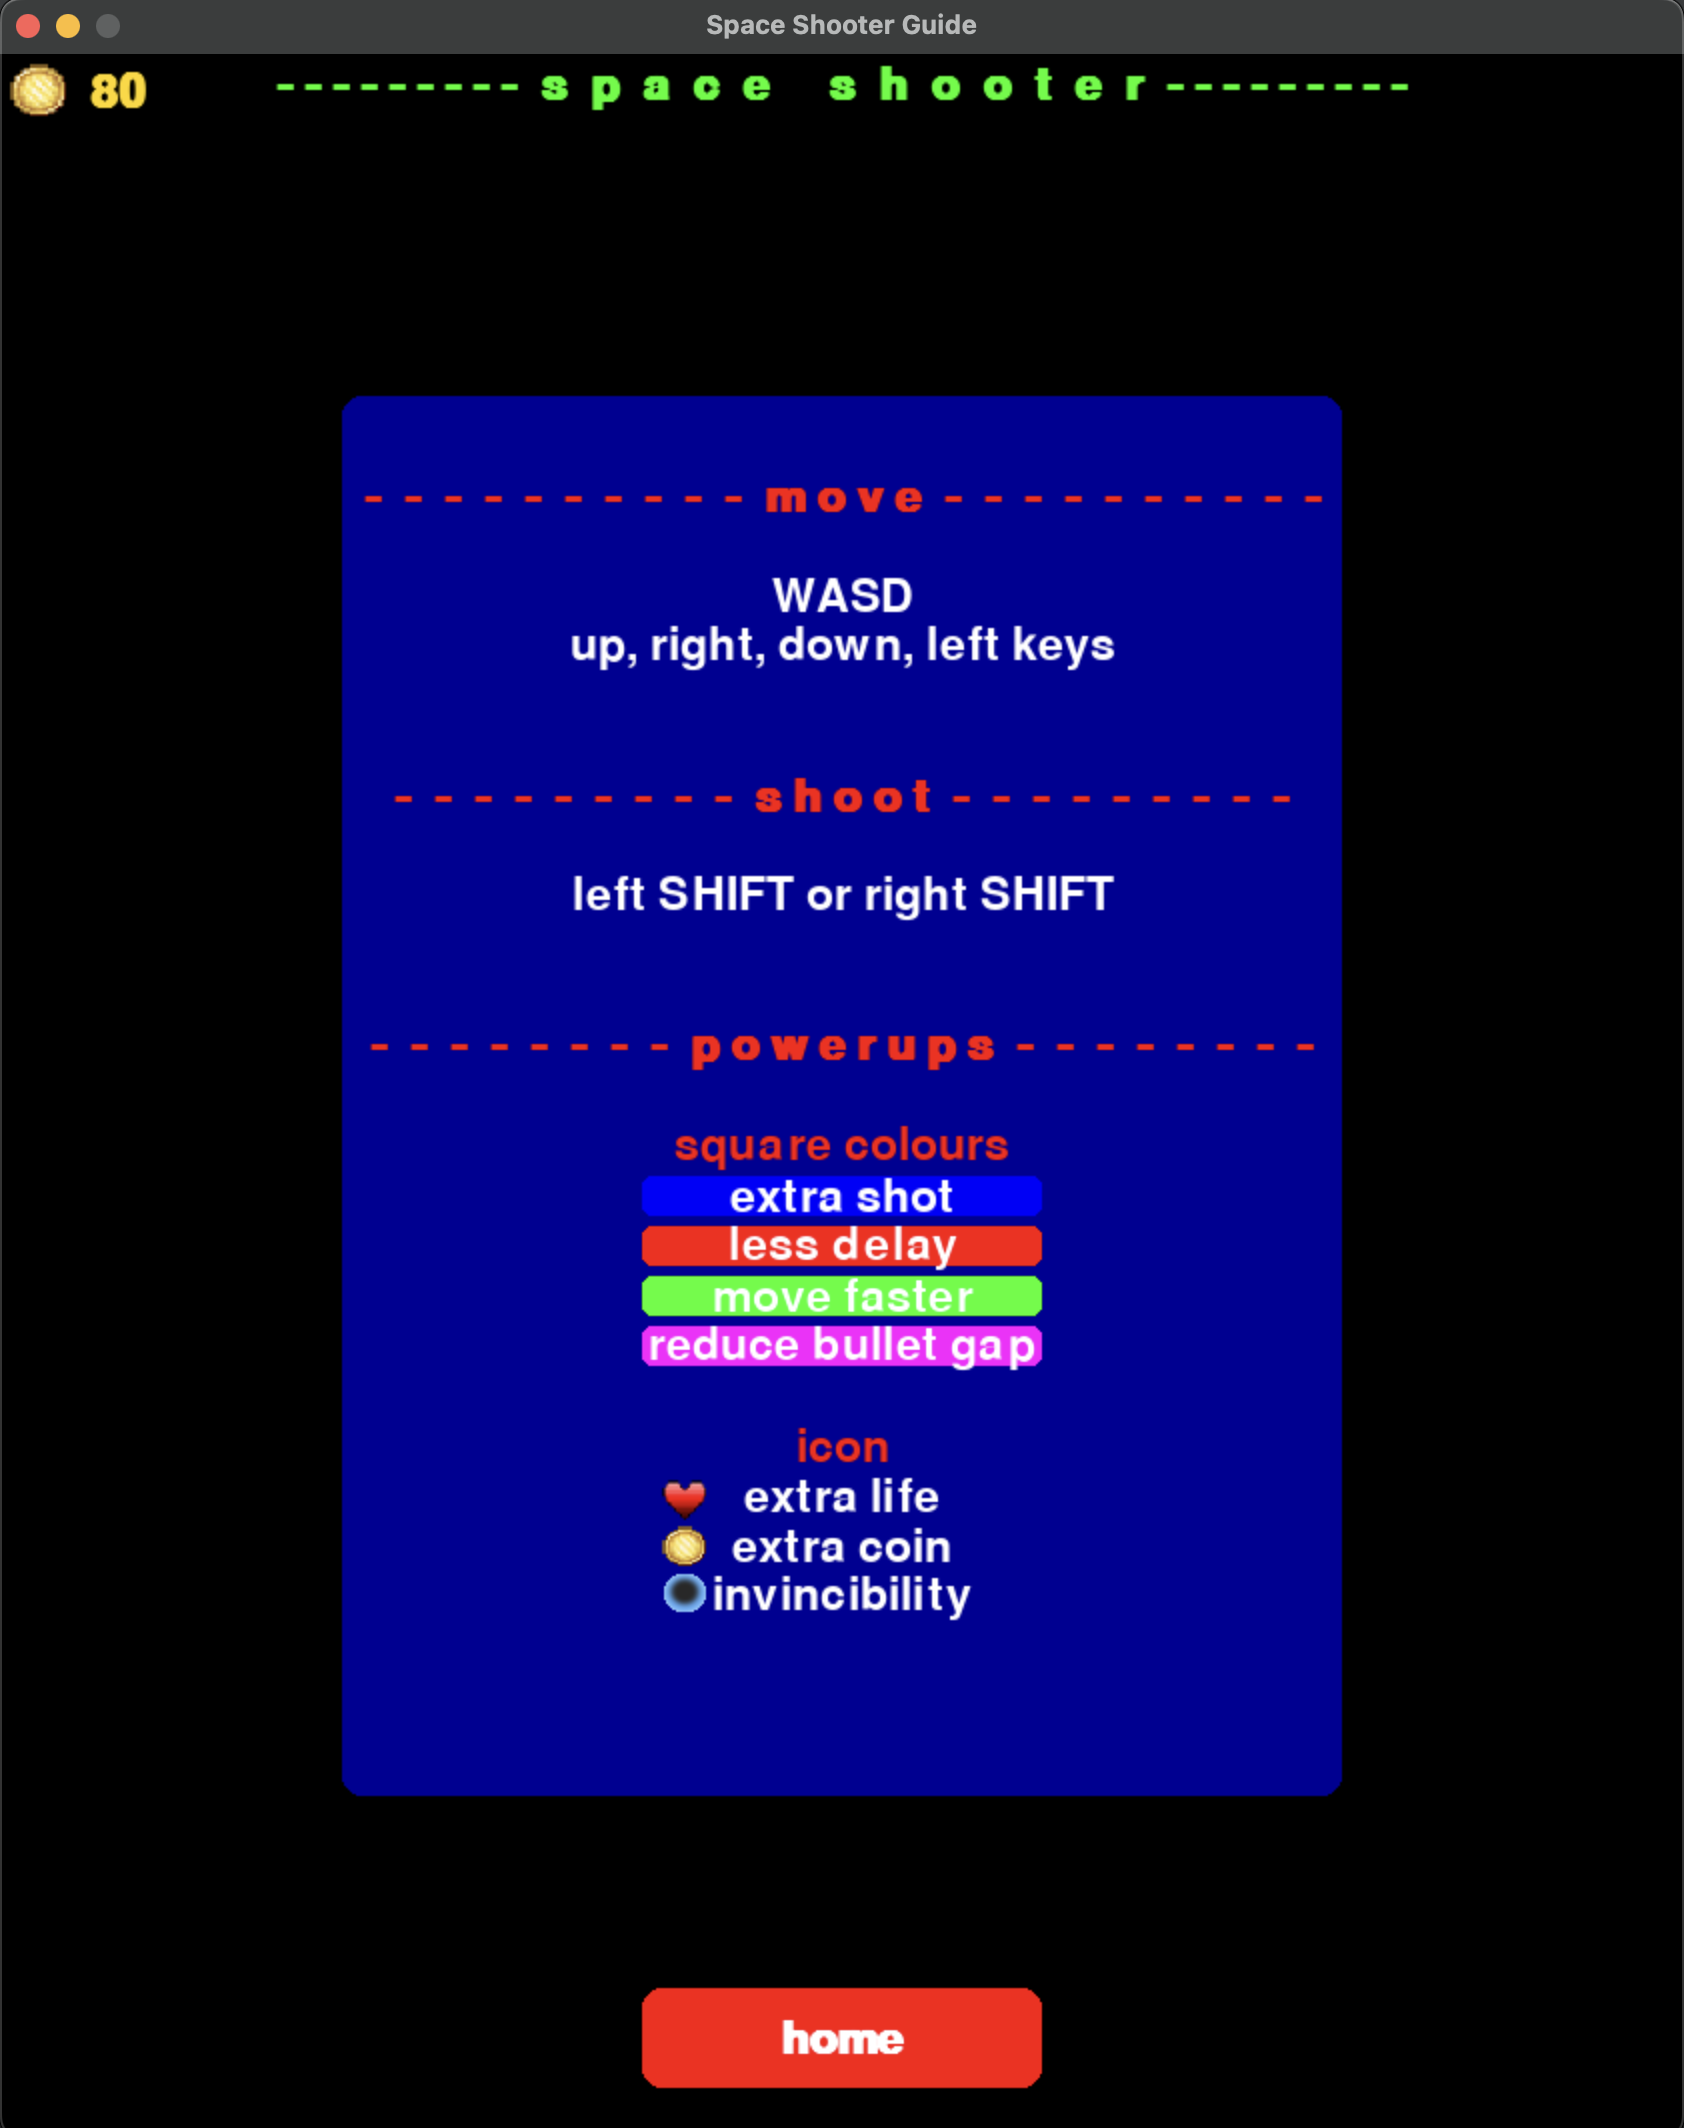 Space Shooter Guide
80
---------space shooter---------
----------move----------
WASD
up, right, down, left keys
---------shoot---------
left SHIFT or right SHIFT
--------powerups--------
square colours
extra shot
less delay
move faster
reduce bullet gap
icon
extra life
extra coin
invincibility
home